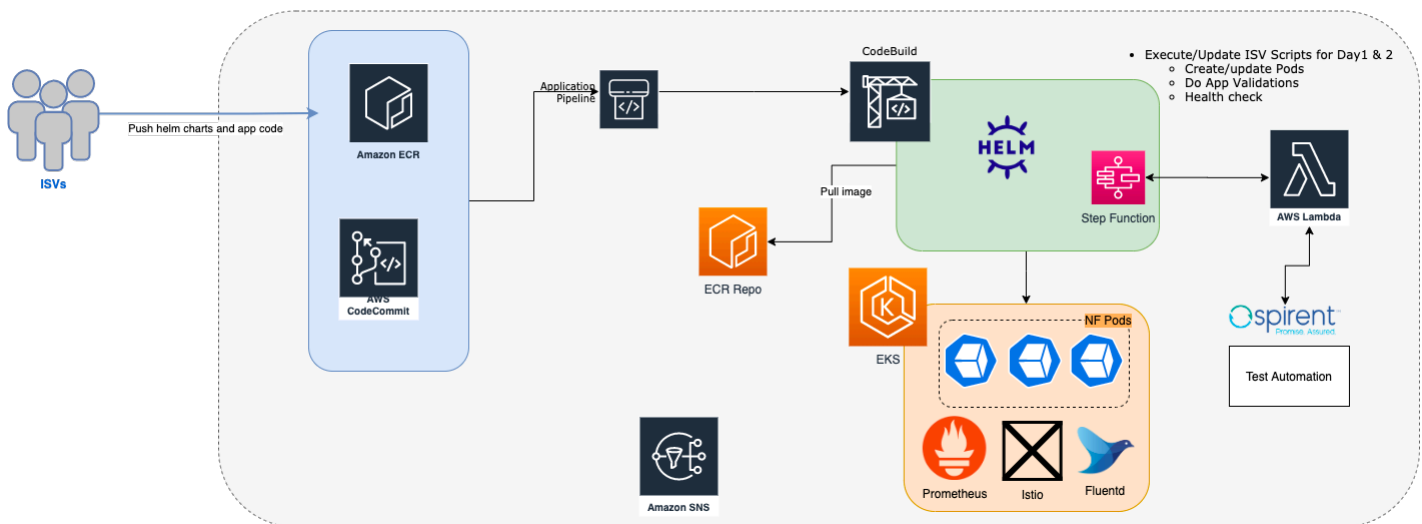 CodeBuild
Execute/Update ISV Scripts for Day1 & 2
Create/update Pods
Do App Validations
Health check
Application
Pipeline
Push helm charts and app code
Amazon ECR
HELM
ISVs
Pull image
Step Function
AWS Lambda
ECR Repo
AWS
CodeCommit
spirent™
Promise. Assured.
NF Pods
EKS
Test Automation
Prometheus
Istio
Fluentd
Amazon SNS